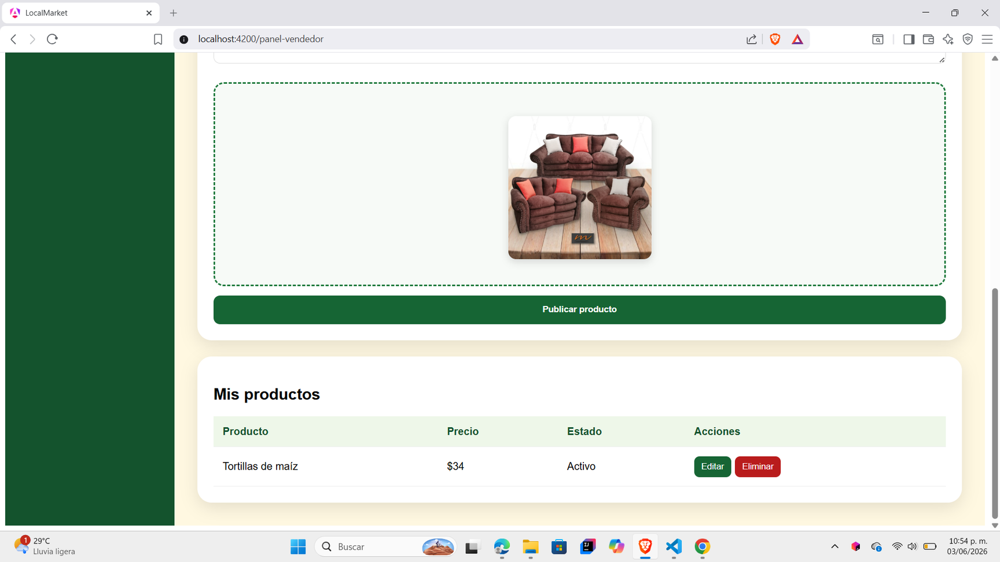 LocalMarket
localhost:4200/panel-vendedor
m
Publicar producto
Mis productos
Producto Precio Estado Acciones
Tortillas de maíz $34 Activo Editar Eliminar
1
29°C
Lluvia ligera
Buscar
10:54 p. m.
03/06/2026